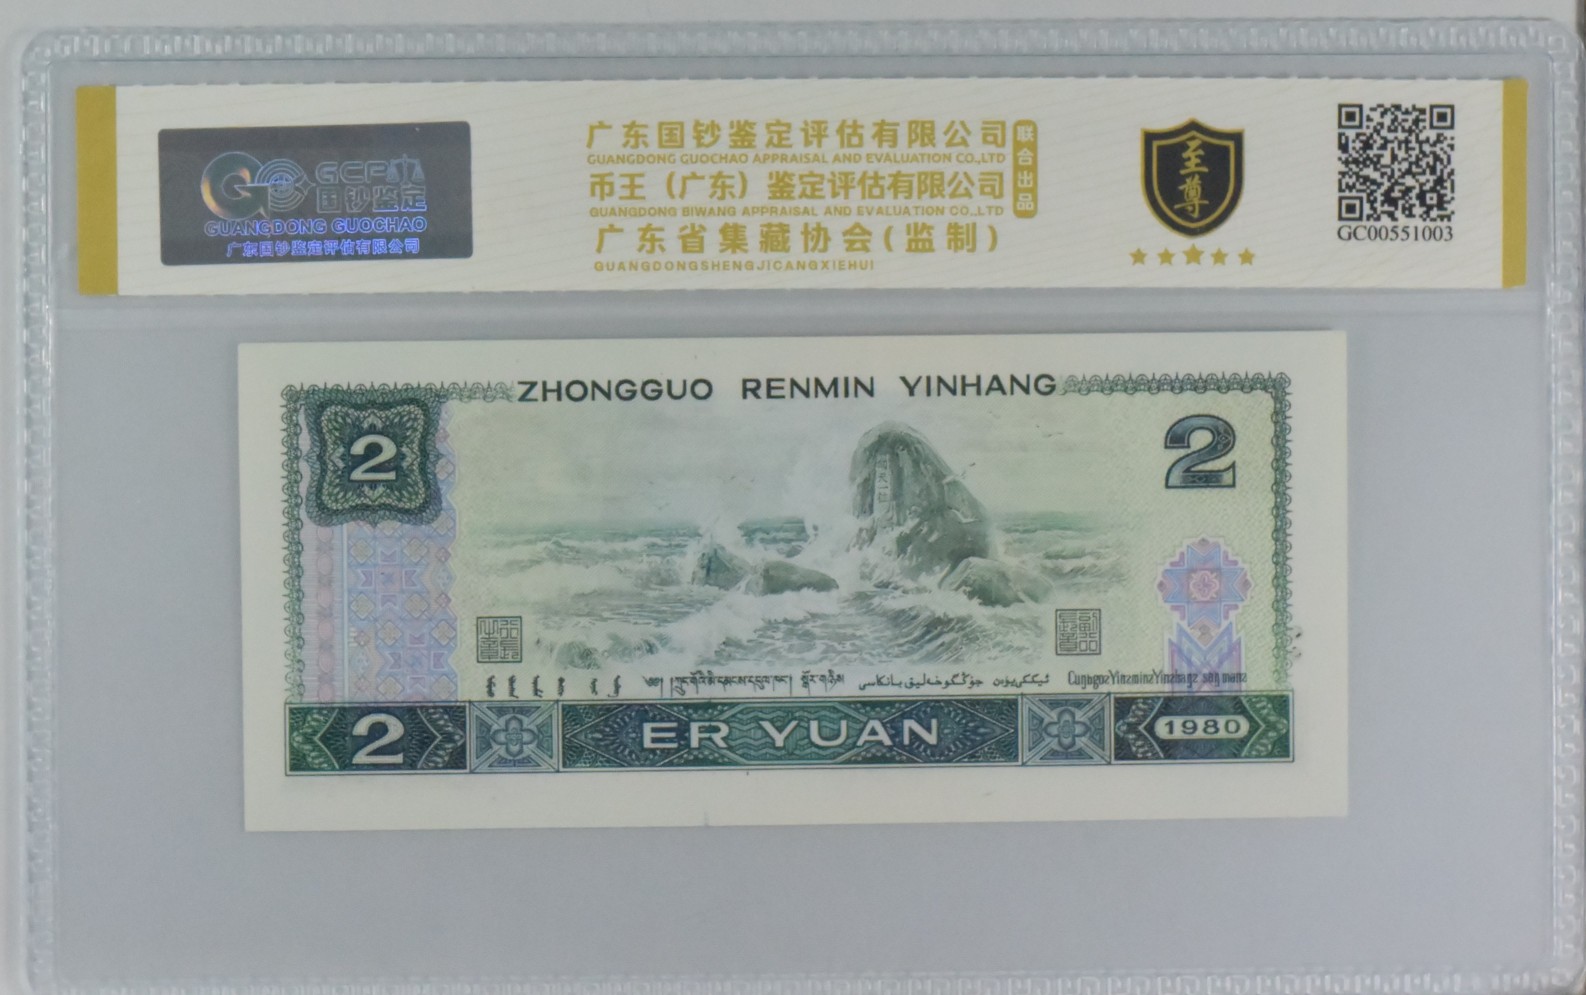 GCP
国钞鉴定
GUANGDONG GUOCHAO
广东国钞鉴定评估有限公司
广东国钞鉴定评估有限公司
GUANGDONG GUOCHAO APPRAISAL AND EVALUATION CO.,LTD
币王（广东）鉴定评估有限公司
GUANGDONG BIWANG APPRAISAL AND EVALUATION CO.,LTD
广东省集藏协会(监制)
GUANGDONGSHENGJICANGXIEHUI
联合出品
至尊
GC00551003
ZHONGGUO RENMIN YINHANG
2
2
2
ER YUAN
1980